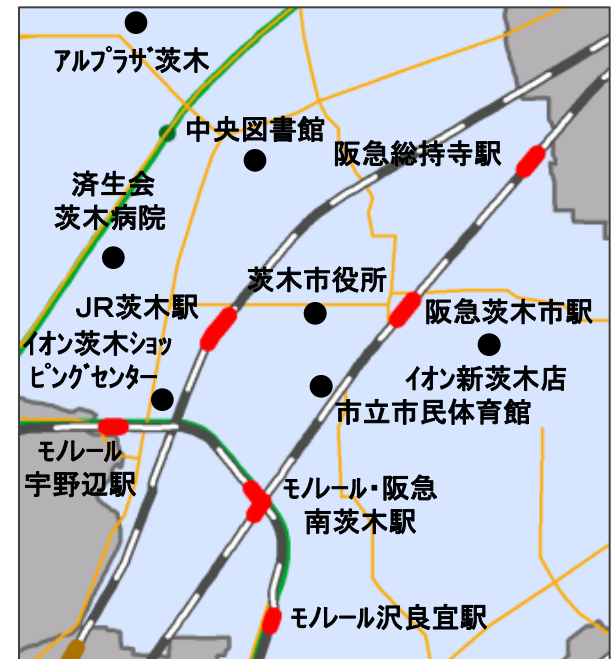 アルプラザ茨木
中央図書館
阪急総持寺駅
済生会
茨木病院
茨木市役所
JR茨木駅
阪急茨木市駅
イオン茨木ショッ
ピングセンター
イオン新茨木店
市立市民体育館
モノレール
宇野辺駅
モノレール・阪急
南茨木駅
モノレール沢良宜駅